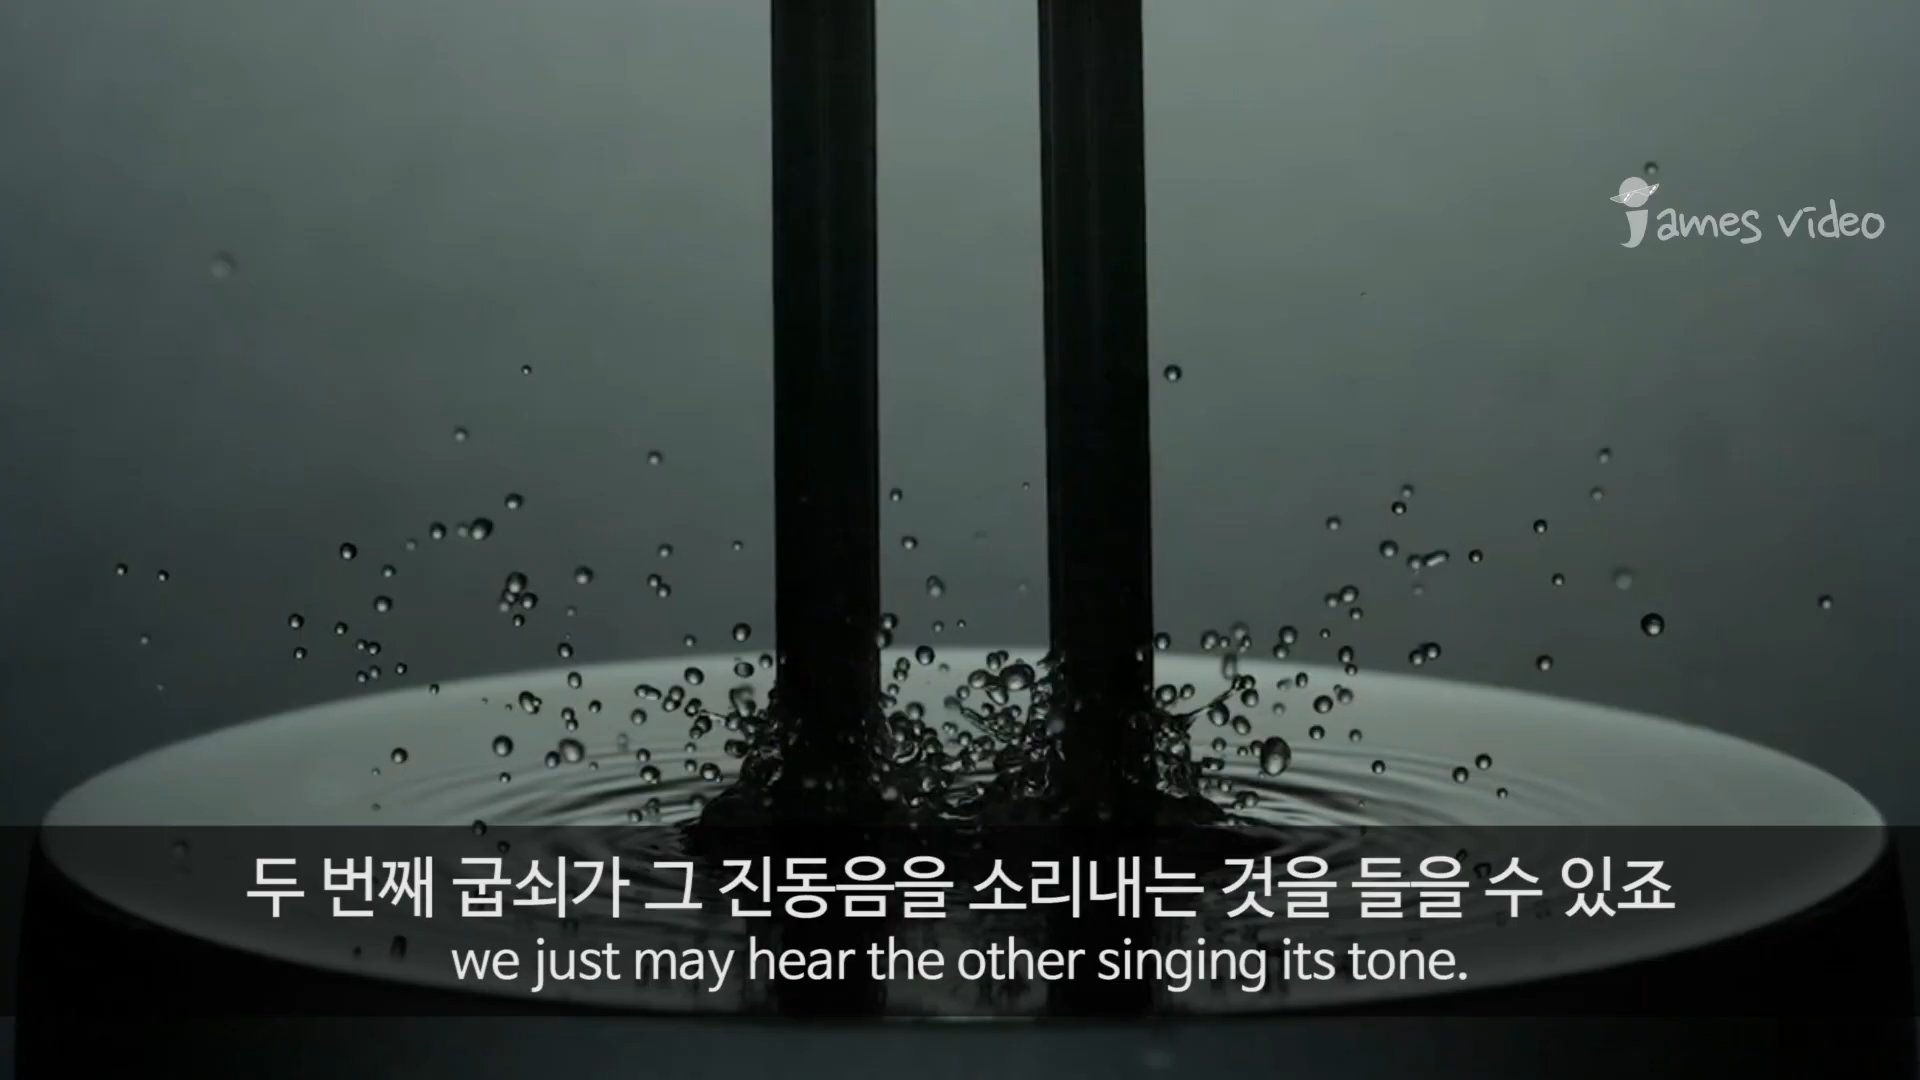 james video
두 번째 굽쇠가 그 진동음을 소리내는 것을 들을 수 있죠
we just may hear the other singing its tone.